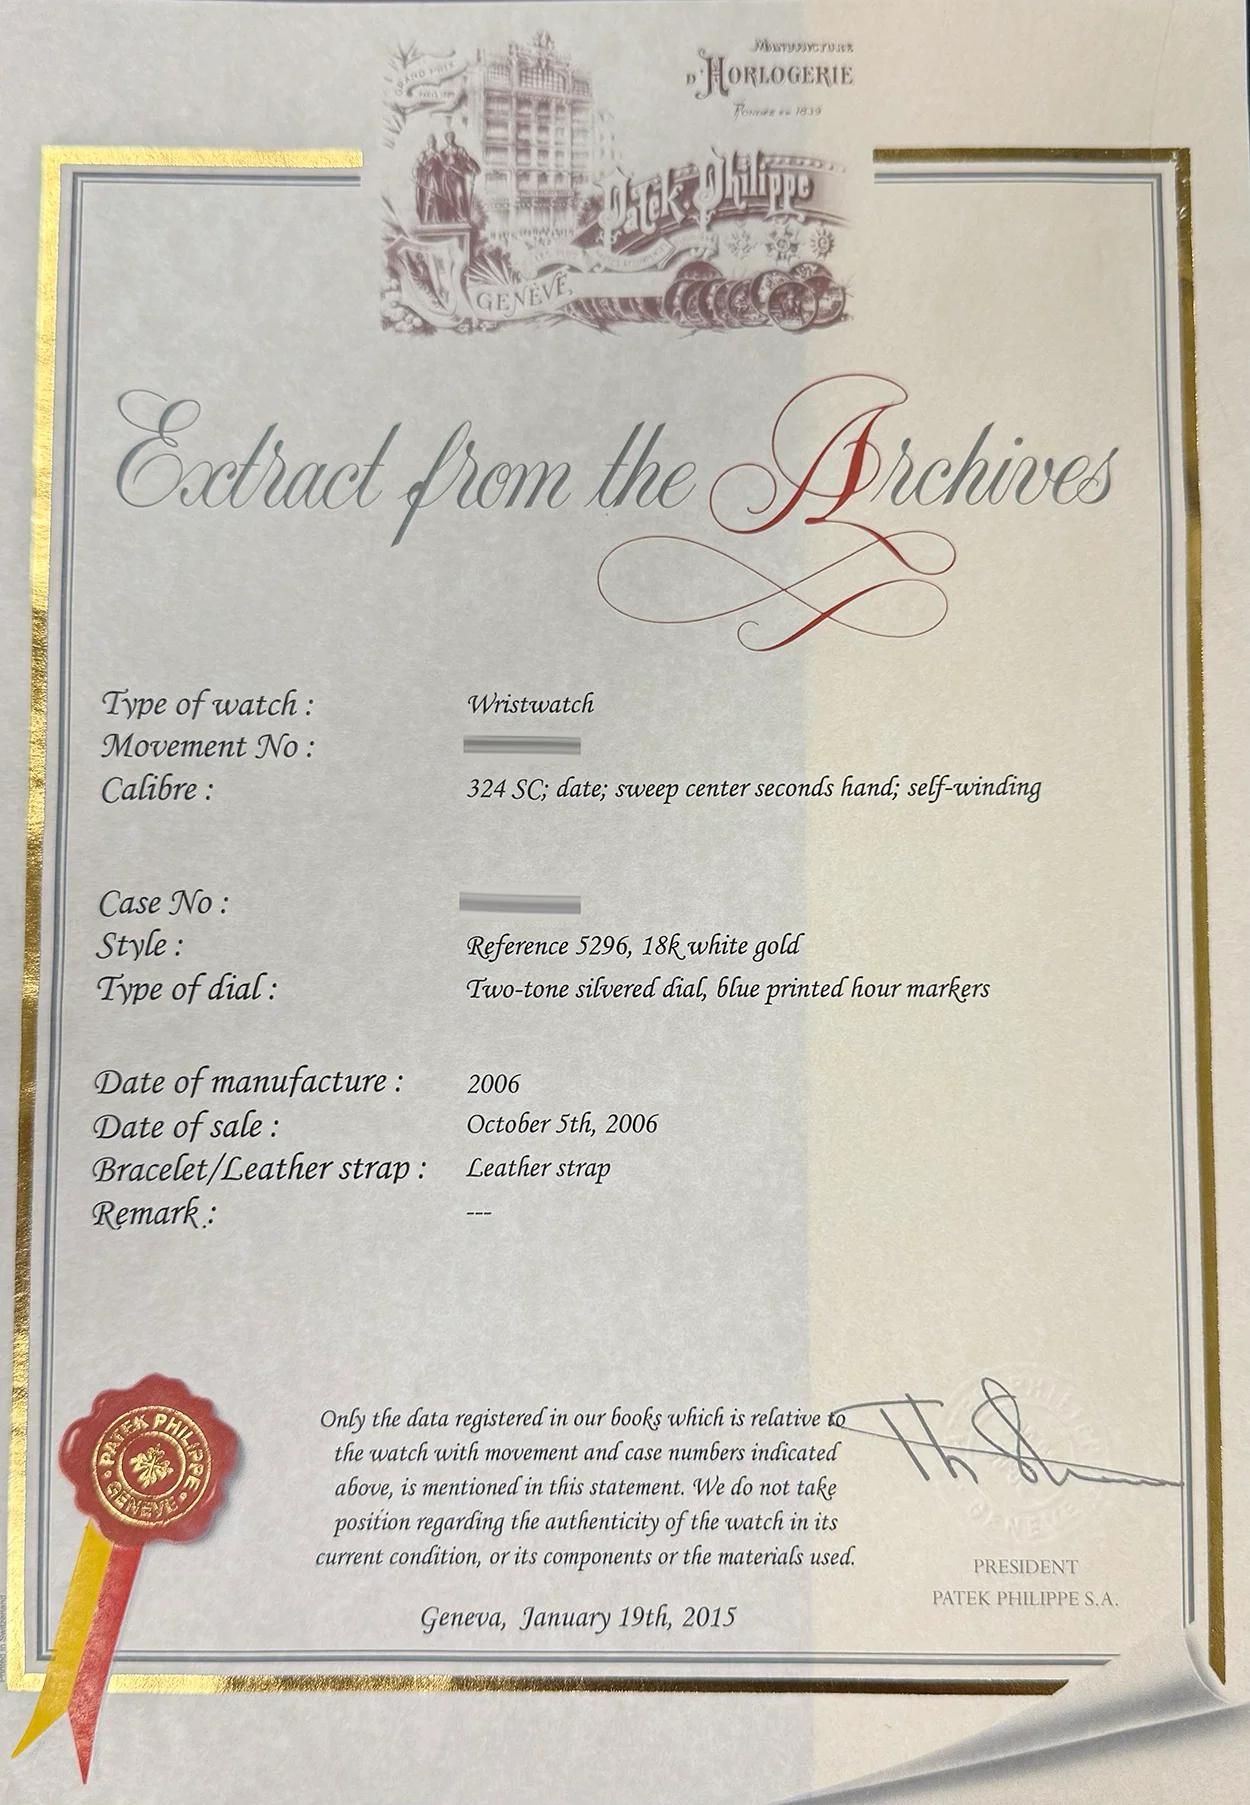 GRAND PRIX
MANUFACTURE
D'HORLOGERIE
FONDÉE EN 1839
Patek. Philippe
GENÈVE,
Extract from the Archives
Type of watch : Wristwatch
Movement No :
Calibre : 324 SC; date; sweep center seconds hand; self-winding
Case No :
Style : Reference 5296, 18k white gold
Type of dial : Two-tone silvered dial, blue printed hour markers
Date of manufacture : 2006
Date of sale : October 5th, 2006
Bracelet/Leather strap : Leather strap
Remark : ---
Only the data registered in our books which is relative to
the watch with movement and case numbers indicated
above, is mentioned in this statement. We do not take
position regarding the authenticity of the watch in its
current condition, or its components or the materials used.
Geneva, January 19th, 2015
PATEK PHILIPPE
GENEVE
GENEVE
PRESIDENT
PATEK PHILIPPE S.A.
Printed in Switzerland